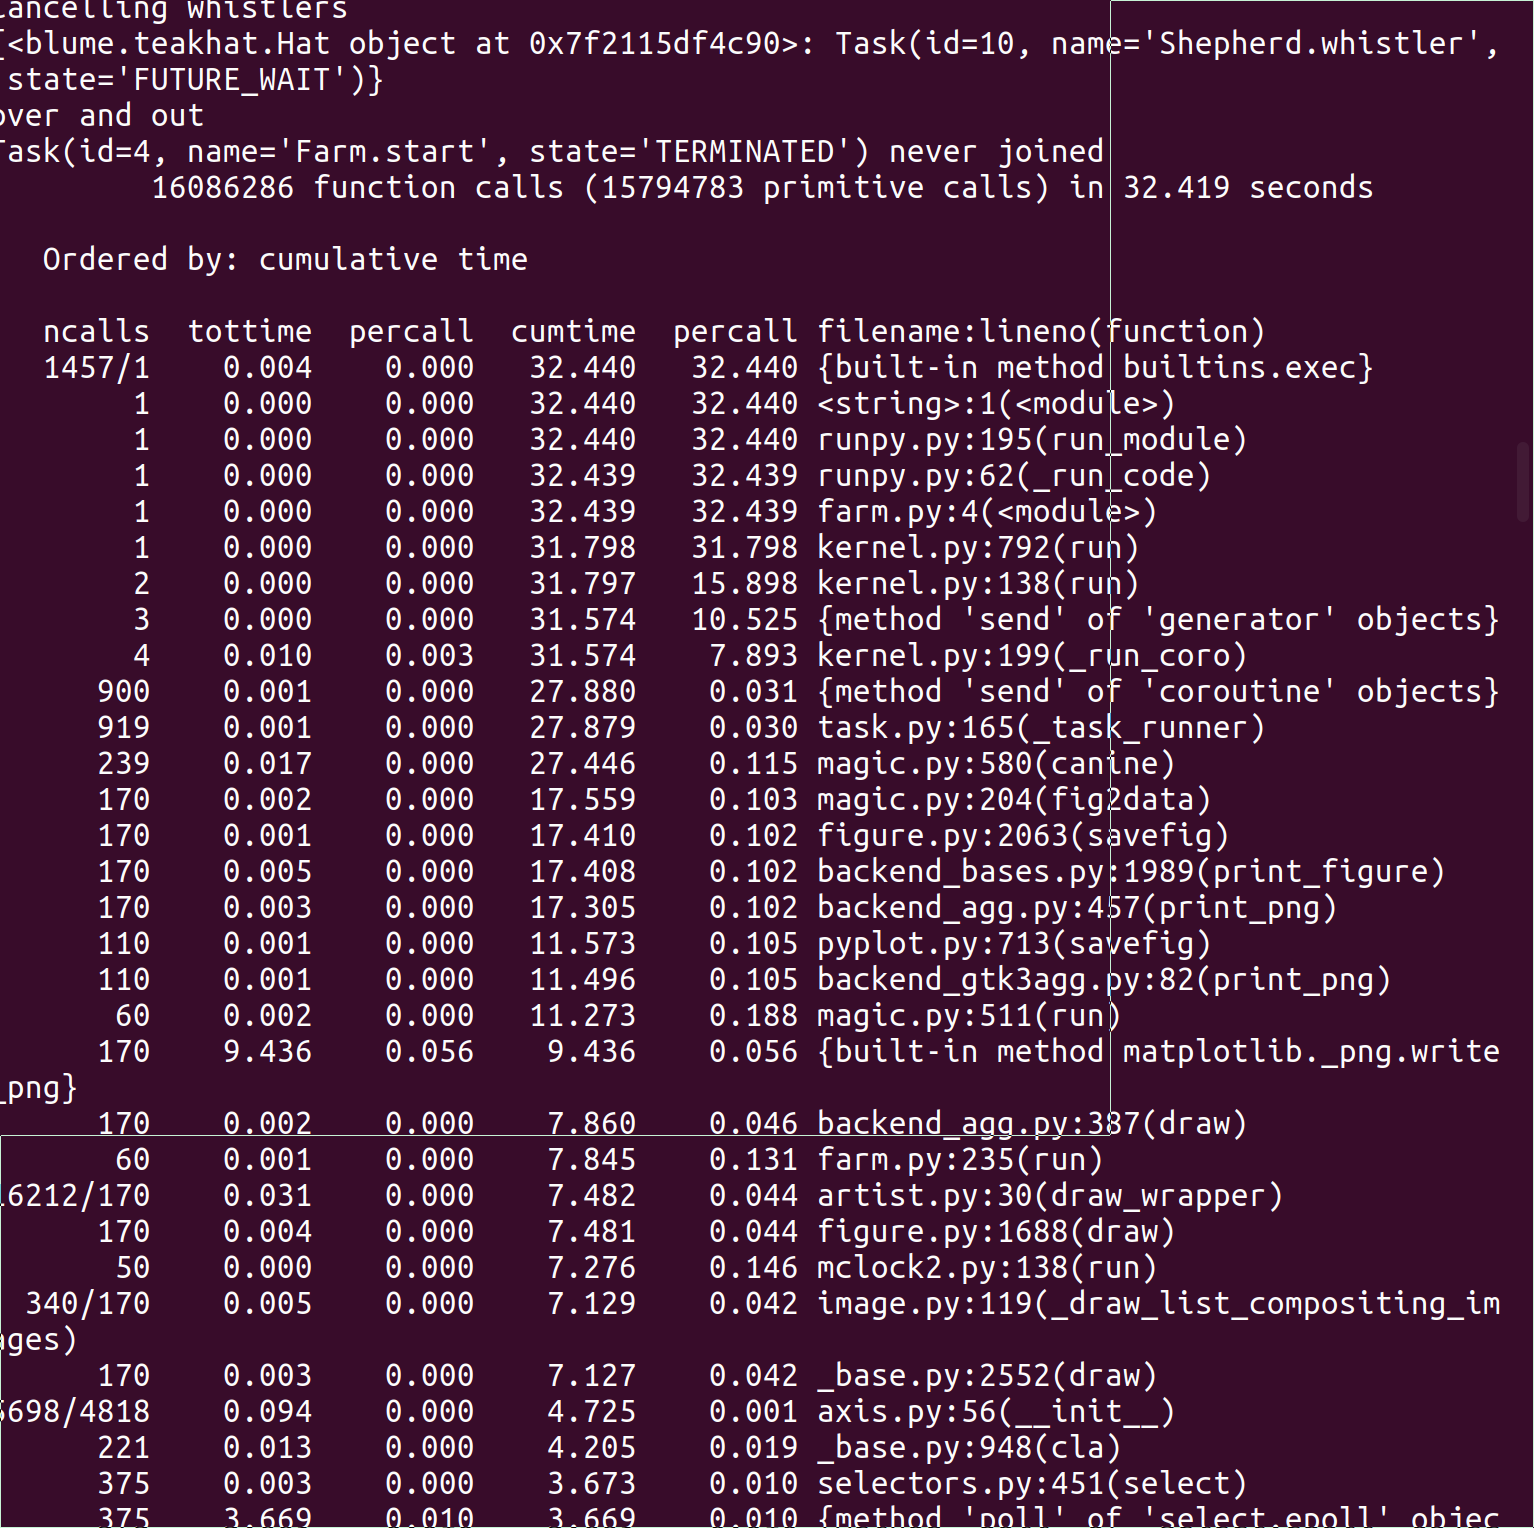 cancelling whistlers
{<blume.teakhat.Hat object at 0x7f2115df4c90>: Task(id=10, name='Shepherd.whistler',
state='FUTURE_WAIT')}
over and out
Task(id=4, name='Farm.start', state='TERMINATED') never joined
16086286 function calls (15794783 primitive calls) in 32.419 seconds
Ordered by: cumulative time
ncalls tottime percall cumtime percall filename:lineno(function)
1457/1 0.004 0.000 32.440 32.440 {built-in method builtins.exec}
1 0.000 0.000 32.440 32.440 <string>:1(<module>)
1 0.000 0.000 32.440 32.440 runpy.py:195(run_module)
1 0.000 0.000 32.439 32.439 runpy.py:62(_run_code)
1 0.000 0.000 32.439 32.439 farm.py:4(<module>)
1 0.000 0.000 31.798 31.798 kernel.py:792(run)
2 0.000 0.000 31.797 15.898 kernel.py:138(run)
3 0.000 0.000 31.574 10.525 {method 'send' of 'generator' objects}
4 0.010 0.003 31.574 7.893 kernel.py:199(_run_coro)
900 0.001 0.000 27.880 0.031 {method 'send' of 'coroutine' objects}
919 0.001 0.000 27.879 0.030 task.py:165(_task_runner)
239 0.017 0.000 27.446 0.115 magic.py:580(canine)
170 0.002 0.000 17.559 0.103 magic.py:204(fig2data)
170 0.001 0.000 17.410 0.102 figure.py:2063(savefig)
170 0.005 0.000 17.408 0.102 backend_bases.py:1989(print_figure)
170 0.003 0.000 17.305 0.102 backend_agg.py:457(print_png)
110 0.001 0.000 11.573 0.105 pyplot.py:713(savefig)
110 0.001 0.000 11.496 0.105 backend_gtk3agg.py:82(print_png)
60 0.002 0.000 11.273 0.188 magic.py:511(run)
170 9.436 0.056 9.436 0.056 {built-in method matplotlib._png.write
_png}
170 0.002 0.000 7.860 0.046 backend_agg.py:387(draw)
60 0.001 0.000 7.845 0.131 farm.py:235(run)
16212/170 0.031 0.000 7.482 0.044 artist.py:30(draw_wrapper)
170 0.004 0.000 7.481 0.044 figure.py:1688(draw)
50 0.000 0.000 7.276 0.146 mclock2.py:138(run)
340/170 0.005 0.000 7.129 0.042 image.py:119(_draw_list_compositing_im
ages)
170 0.003 0.000 7.127 0.042 _base.py:2552(draw)
0.094 0.000 4.725 0.001 axis.py:56(__init__)
221 0.013 0.000 4.205 0.019 _base.py:948(cla)
375 0.003 0.000 3.673 0.010 selectors.py:451(select)
375 3.669 0.010 3.669 0.010 {method 'poll' of 'select.epoll' objec